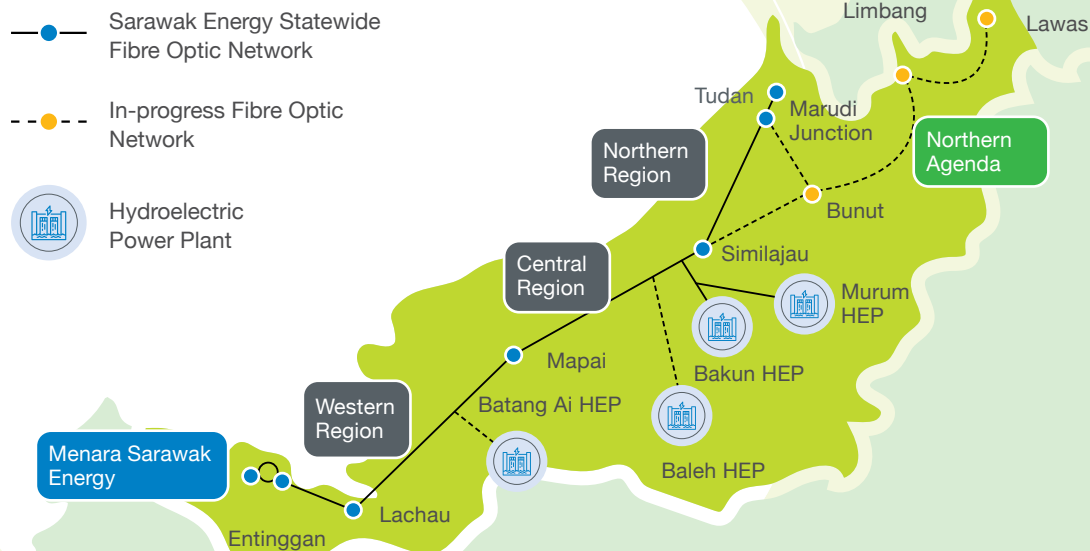 Sarawak Energy Statewide
Fibre Optic Network
In-progress Fibre Optic
Network
Hydroelectric
Power Plant
Limbang
Lawas
Tudan
Marudi
Junction
Northern
Region
Northern
Agenda
Bunut
Similajau
Central
Region
Murum
HEP
Mapai
Bakun HEP
Western
Region
Batang Ai HEP
Menara Sarawak
Energy
Baleh HEP
Lachau
Entinggan